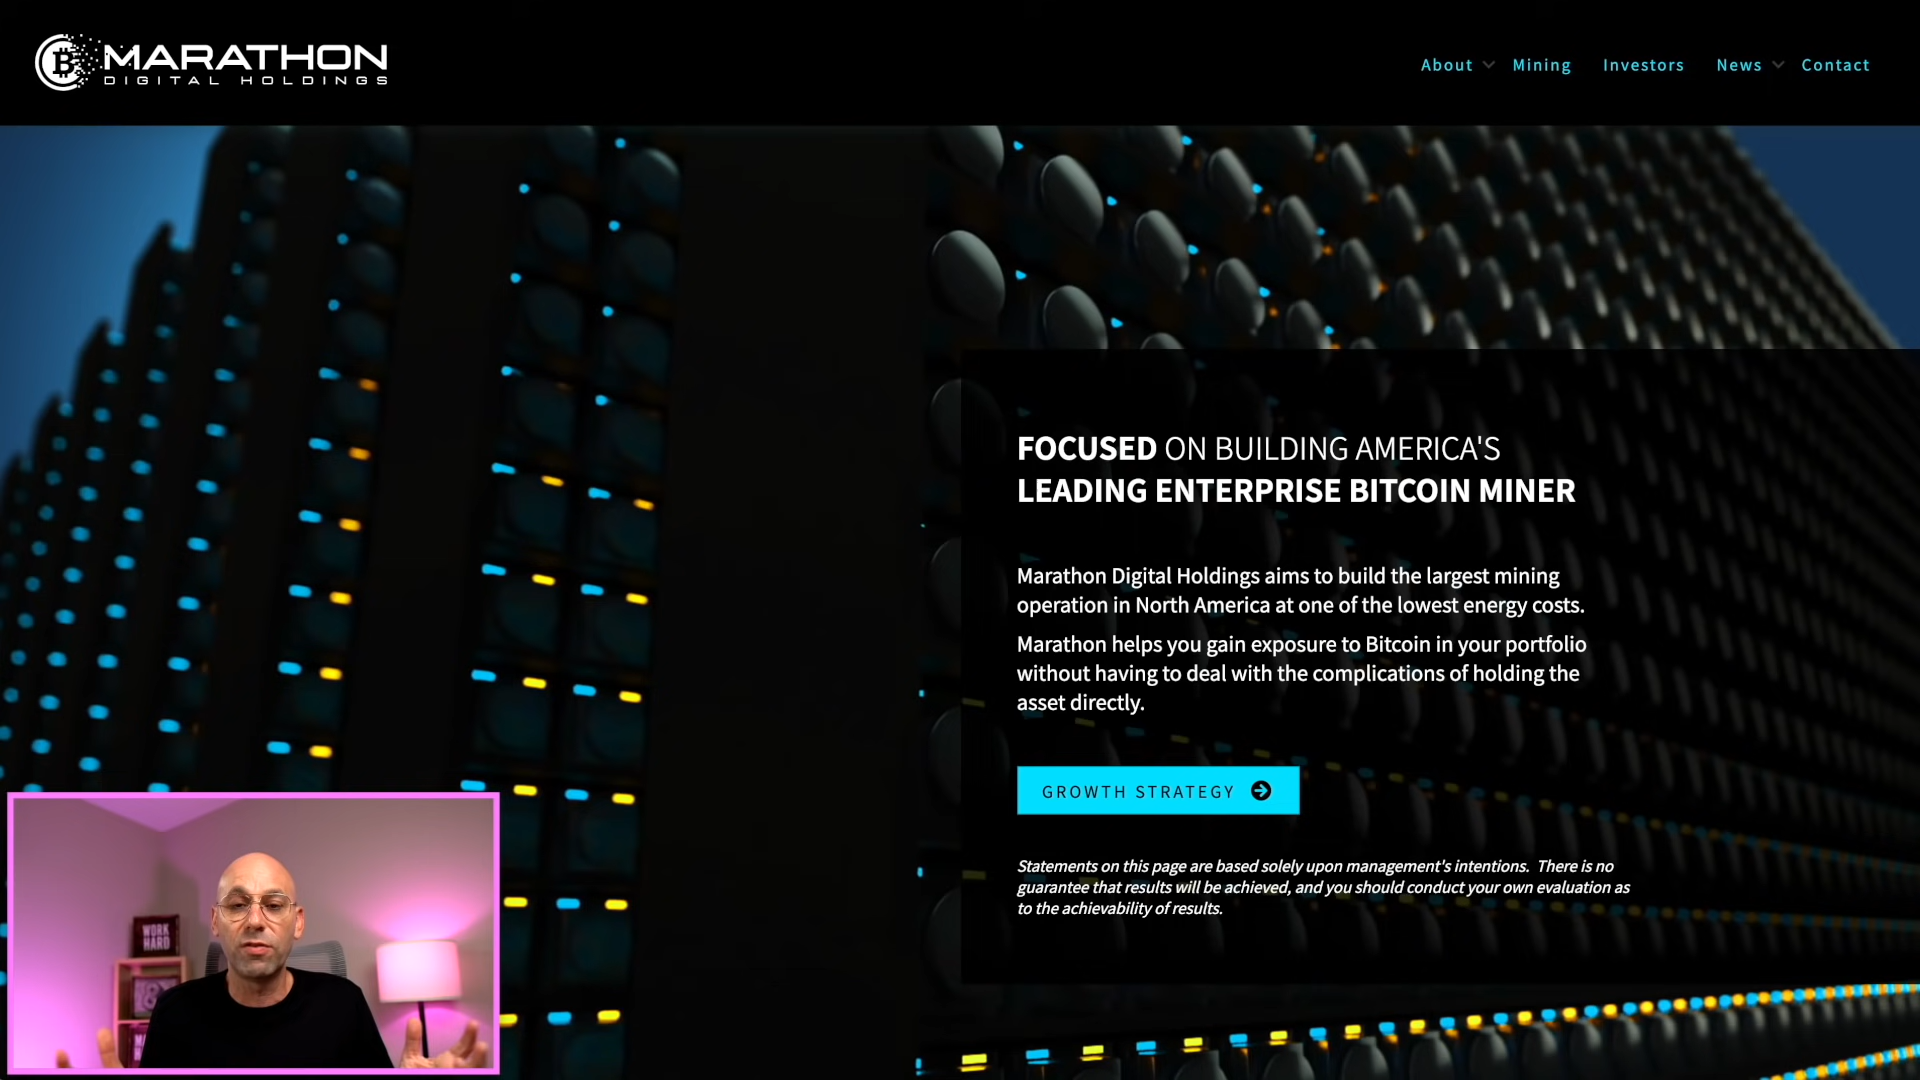 MARATHON
DIGITAL HOLDINGS
About
Mining
Investors
News
Contact
FOCUSED ON BUILDING AMERICA'S
LEADING ENTERPRISE BITCOIN MINER
Marathon Digital Holdings aims to build the largest mining
operation in North America at one of the lowest energy costs.
Marathon helps you gain exposure to Bitcoin in your portfolio
without having to deal with the complications of holding the
asset directly.
GROWTH STRATEGY
Statements on this page are based solely upon management's intentions. There is no
guarantee that results will be achieved, and you should conduct your own evaluation as
to the achievability of results.
WORK
HARD